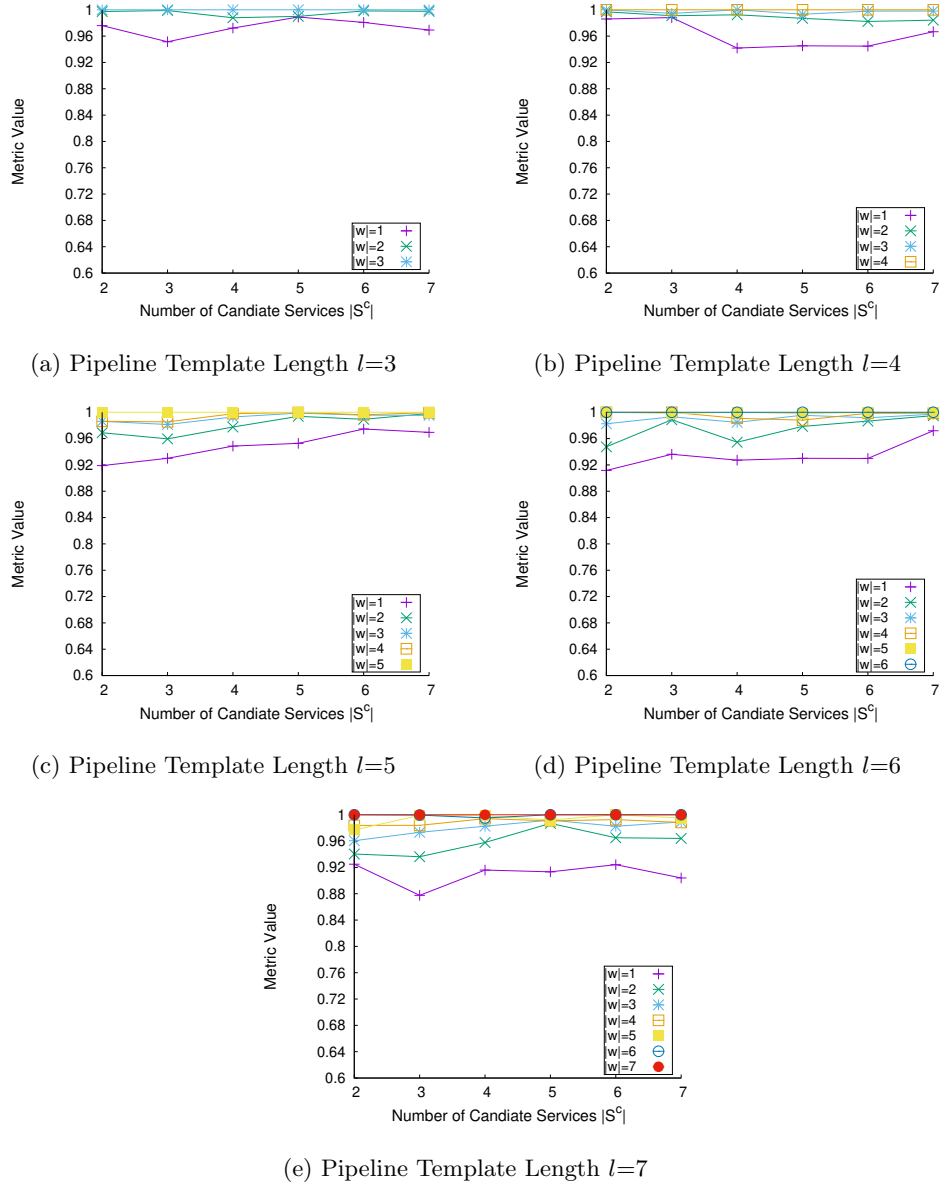 1
0.96
0.92
0.88
0.84
0.8
0.76
0.72
0.68
0.64
0.6
Metric Value
|w|=1
|w|=2
|w|=3
2 3 4 5 6 7
Number of Candiate Services |S^c|
(a) Pipeline Template Length l=3
1
0.96
0.92
0.88
0.84
0.8
0.76
0.72
0.68
0.64
0.6
Metric Value
|w|=1
|w|=2
|w|=3
|w|=4
2 3 4 5 6 7
Number of Candiate Services |S^c|
(b) Pipeline Template Length l=4
1
0.96
0.92
0.88
0.84
0.8
0.76
0.72
0.68
0.64
0.6
Metric Value
|w|=1
|w|=2
|w|=3
|w|=4
|w|=5
2 3 4 5 6 7
Number of Candiate Services |S^c|
(c) Pipeline Template Length l=5
1
0.96
0.92
0.88
0.84
0.8
0.76
0.72
0.68
0.64
0.6
Metric Value
|w|=1
|w|=2
|w|=3
|w|=4
|w|=5
|w|=6
2 3 4 5 6 7
Number of Candiate Services |S^c|
(d) Pipeline Template Length l=6
1
0.96
0.92
0.88
0.84
0.8
0.76
0.72
0.68
0.64
0.6
Metric Value
|w|=1
|w|=2
|w|=3
|w|=4
|w|=5
|w|=6
|w|=7
2 3 4 5 6 7
Number of Candiate Services |S^c|
(e) Pipeline Template Length l=7